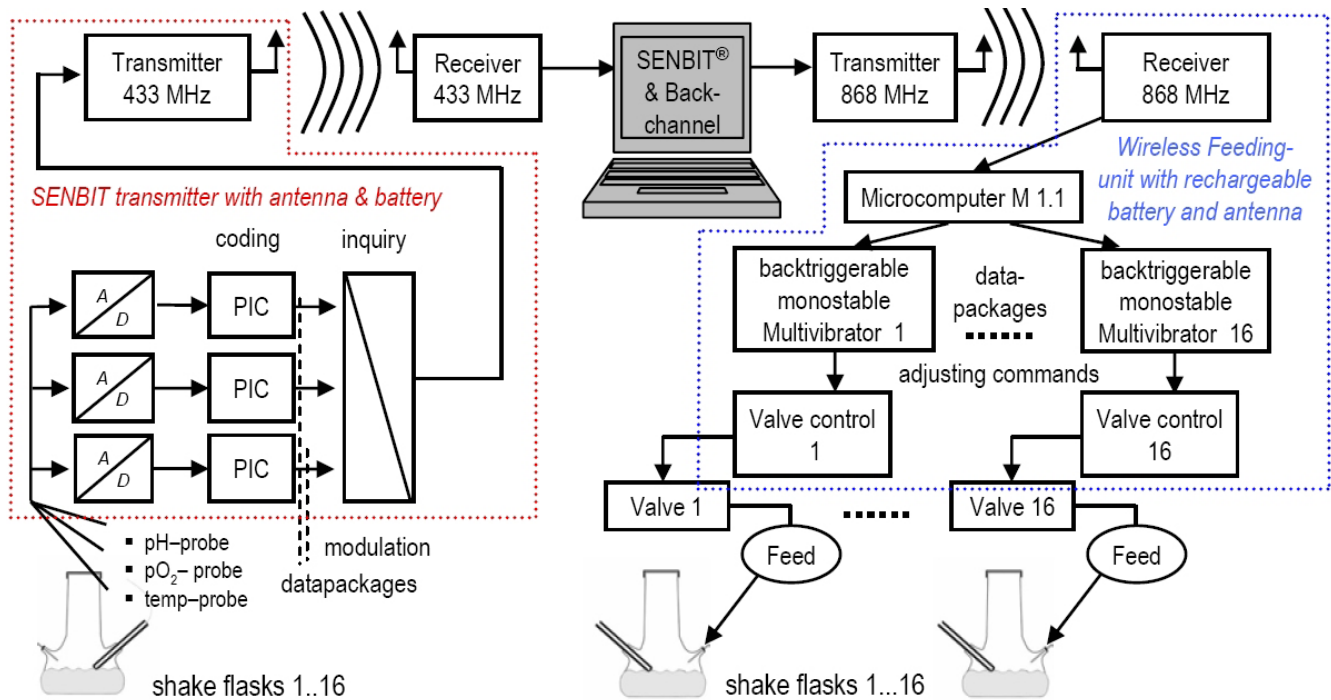 Transmitter
433 MHz
Receiver
433 MHz
SENBIT®
& Back-
channel
Transmitter
868 MHz
Receiver
868 MHz
SENBIT transmitter with antenna & battery
Wireless Feeding-
unit with rechargeable
battery and antenna
Microcomputer M 1.1
coding
inquiry
A
D
PIC
A
D
PIC
A
D
PIC
backtriggerable
monostable
Multivibrator 1
data-
packages
backtriggerable
monostable
Multivibrator 16
adjusting commands
Valve control
1
Valve control
16
Valve 1
Valve 16
Feed
Feed
▪ pH–probe
▪ pO₂– probe
▪ temp–probe
modulation
datapackages
shake flasks 1..16
shake flasks 1...16